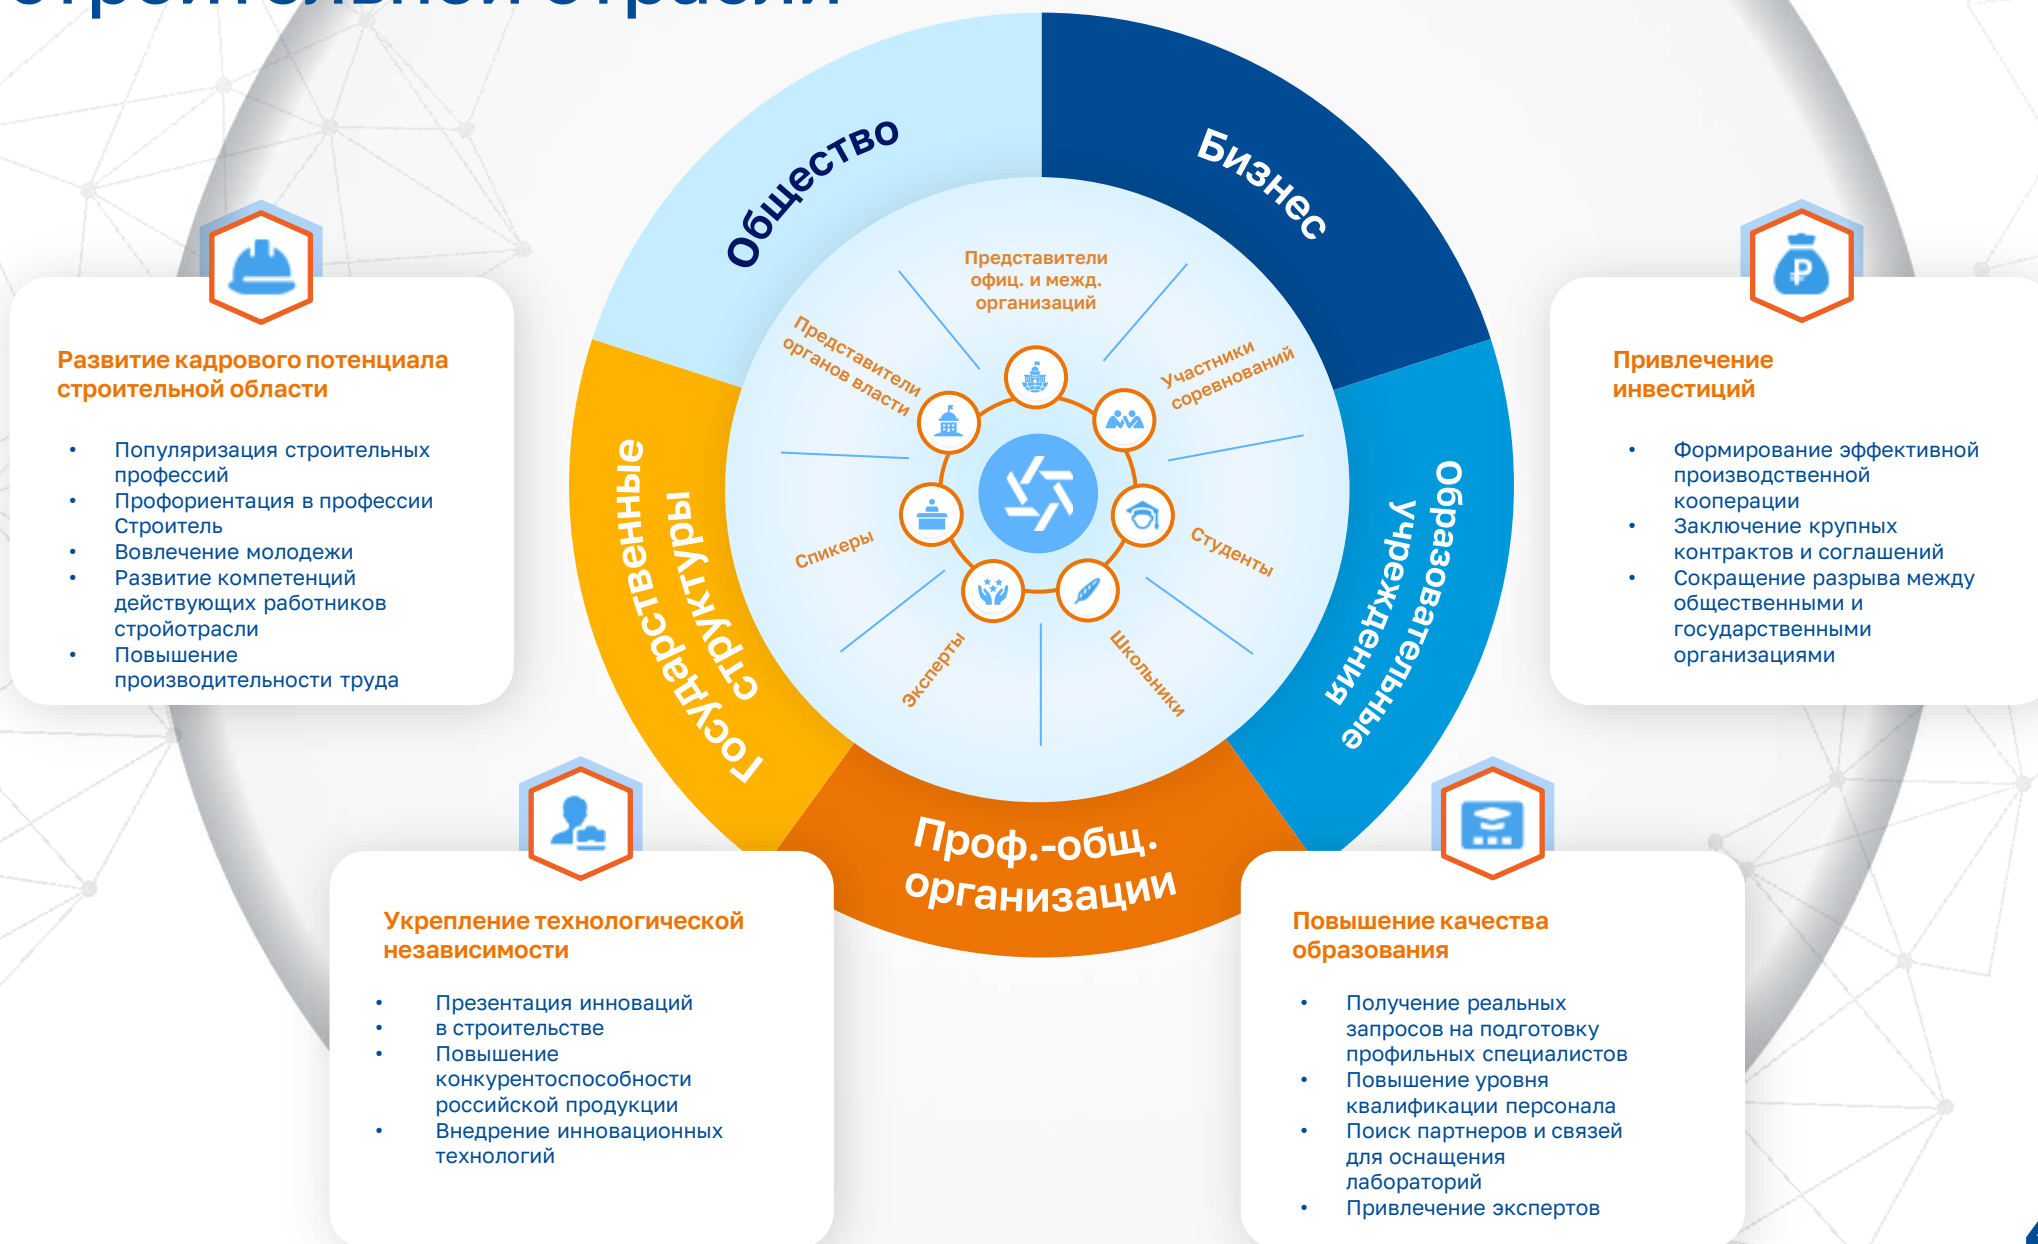 строительной отрасли
Общество
Бизнес
Образовательные
учреждения
Проф.-общ.
организации
Государственные
структуры
Представители
офиц. и межд.
организаций
Участники
соревнований
Студенты
Школьники
Эксперты
Спикеры
Представители
органов власти
Развитие кадрового потенциала
строительной области
• Популяризация строительных
профессий
• Профориентация в профессии
Строитель
• Вовлечение молодежи
• Развитие компетенций
действующих работников
стройотрасли
• Повышение
производительности труда
Привлечение
инвестиций
• Формирование эффективной
производственной
кооперации
• Заключение крупных
контрактов и соглашений
• Сокращение разрыва между
общественными и
государственными
организациями
Укрепление технологической
независимости
• Презентация инноваций
• в строительстве
• Повышение
конкурентоспособности
российской продукции
• Внедрение инновационных
технологий
Повышение качества
образования
• Получение реальных
запросов на подготовку
профильных специалистов
• Повышение уровня
квалификации персонала
• Поиск партнеров и связей
для оснащения
лабораторий
• Привлечение экспертов